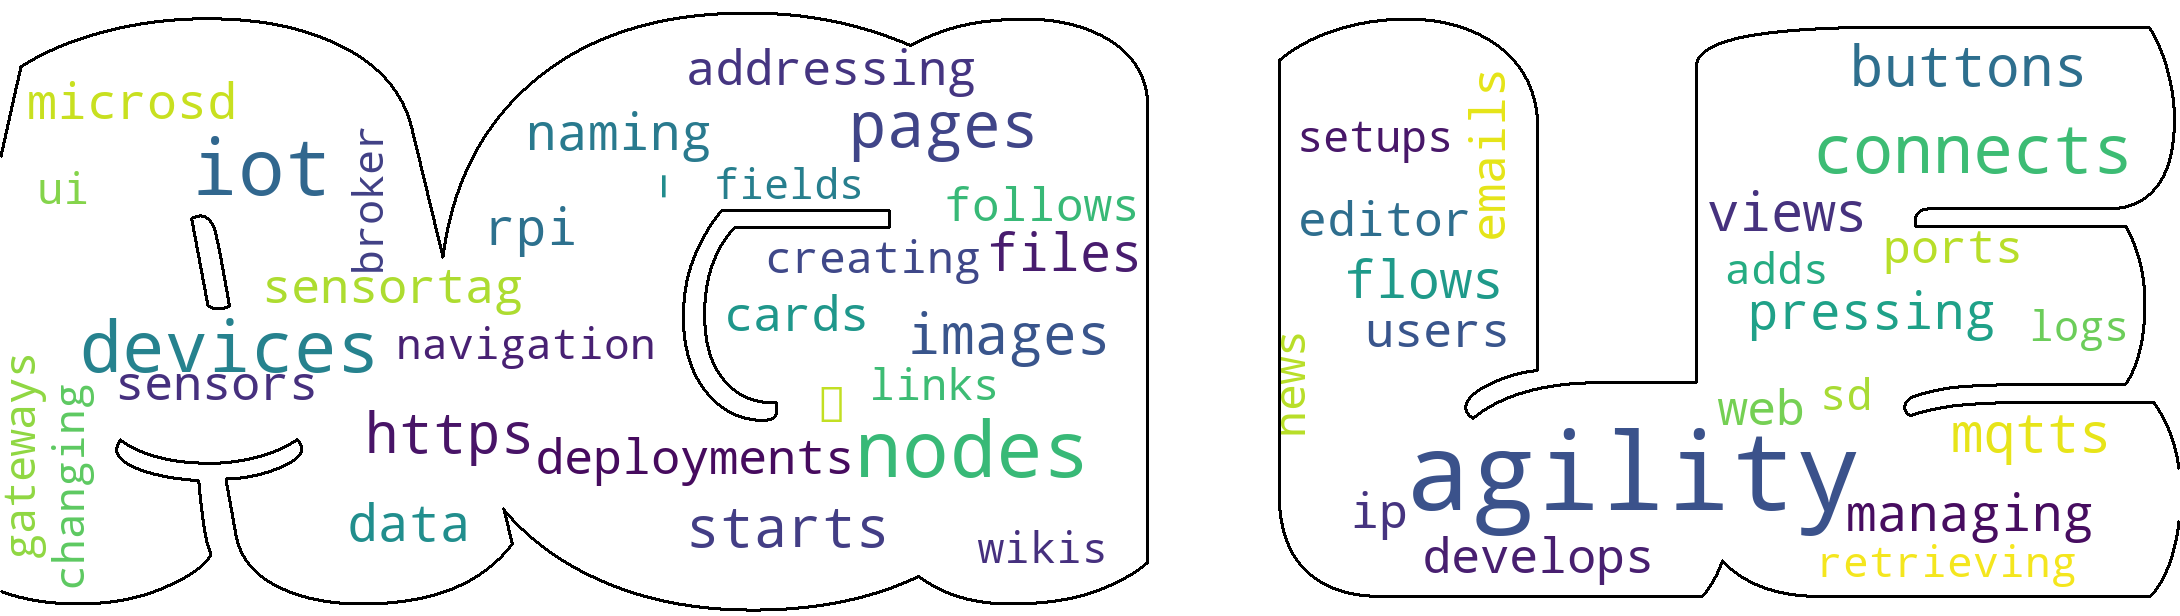 microsd
iot
ui
broker
sensortag
devices
sensors
gateways
changing
navigation
https
data
addressing
naming
pages
fields
rpi
follows
creating
files
cards
images
links
deployments
nodes
starts
wikis
setups
emails
editor
flows
users
news
agility
ip
develops
buttons
connects
views
ports
adds
pressing
logs
web
sd
mqtts
managing
retrieving